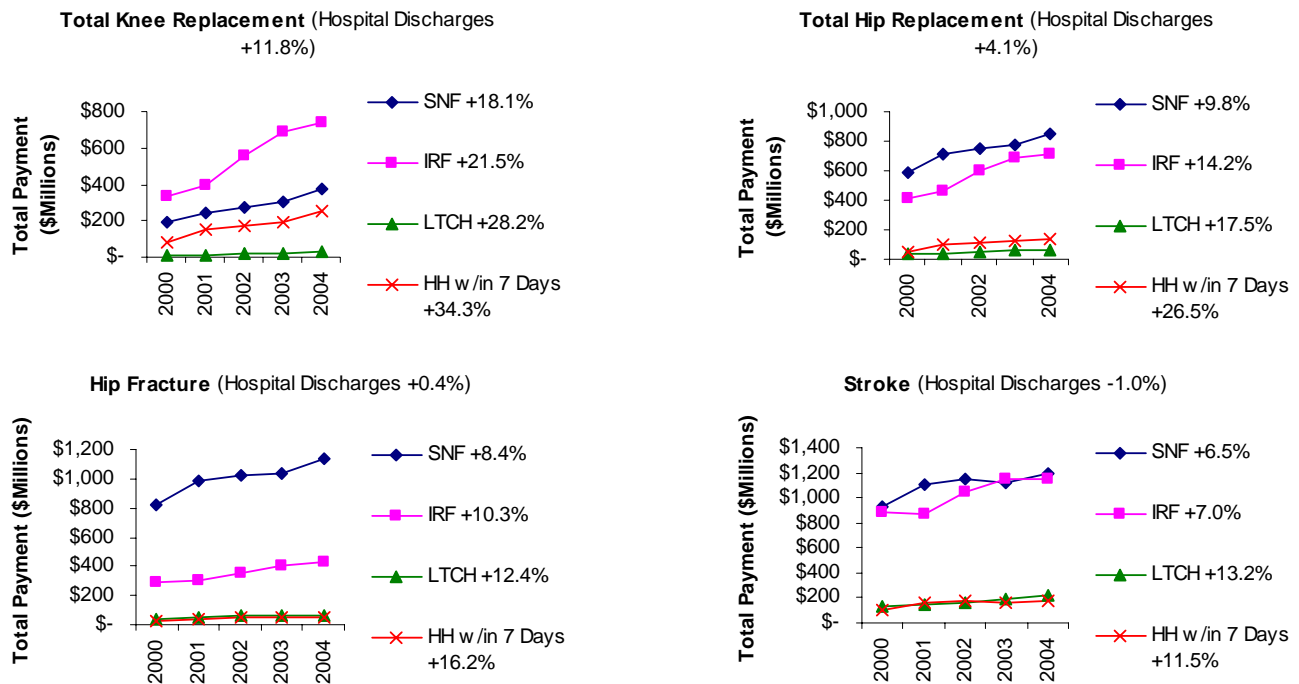 Total Knee Replacement (Hospital Discharges
+11.8%)
Total Payment
($Millions)
$800
$600
$400
$200
$-
2000
2001
2002
2003
2004
SNF +18.1%
IRF +21.5%
LTCH +28.2%
HH w/in 7 Days
+34.3%
Total Hip Replacement (Hospital Discharges
+4.1%)
Total Payment
($Millions)
$1,000
$800
$600
$400
$200
$-
2000
2002
2004
SNF +9.8%
IRF +14.2%
LTCH +17.5%
HH w/in 7 Days
+26.5%
Hip Fracture (Hospital Discharges +0.4%)
Total Payment ($Millions)
$1,200
$1,000
$800
$600
$400
$200
$-
2000
2001
2002
2003
2004
SNF +8.4%
IRF +10.3%
LTCH +12.4%
HH w/in 7 Days
+16.2%
Stroke (Hospital Discharges -1.0%)
Total Payment ($Millions)
$1,400
$1,200
$1,000
$800
$600
$400
$200
$-
2000
2001
2002
2003
2004
SNF +6.5%
IRF +7.0%
LTCH +13.2%
HH w/in 7 Days
+11.5%